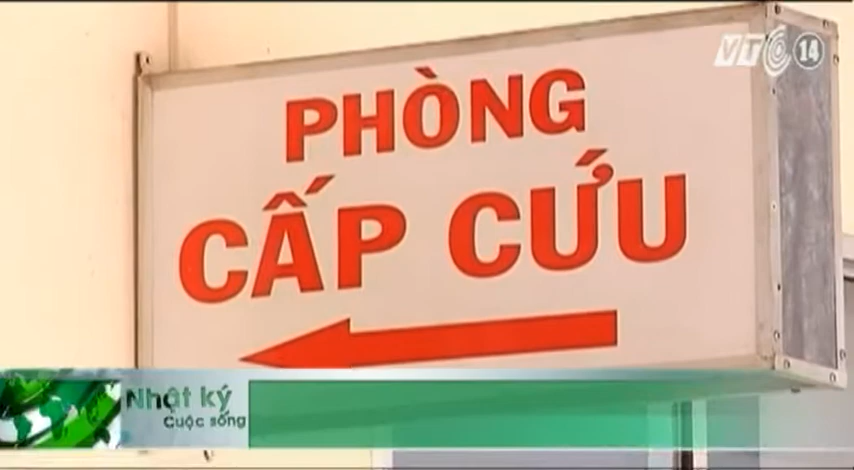 VTC 14
PHÒNG
CẤP CỨU
Nhật ký
Cuộc sống